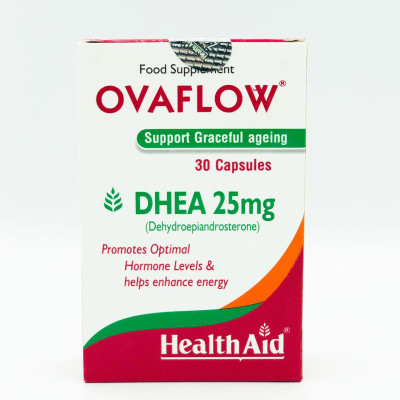 Food Supplement
OVAFLOW®
Support Graceful ageing
30 Capsules
DHEA 25mg
(Dehydroepiandrosterone)
Promotes Optimal
Hormone Levels &
helps enhance energy
HealthAid®